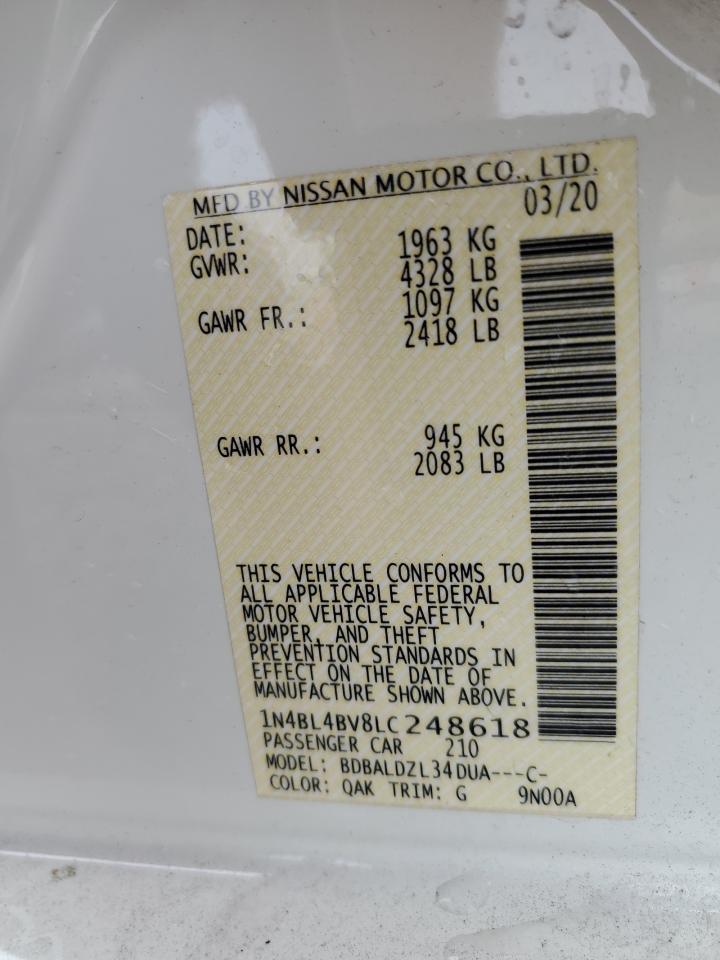 MFD BY NISSAN MOTOR CO., LTD.
DATE: 03/20
GVWR: 1963 KG
4328 LB
GAWR FR.: 1097 KG
2418 LB
GAWR RR.: 945 KG
2083 LB
THIS VEHICLE CONFORMS TO
ALL APPLICABLE FEDERAL
MOTOR VEHICLE SAFETY,
BUMPER, AND THEFT
PREVENTION STANDARDS IN
EFFECT ON THE DATE OF
MANUFACTURE SHOWN ABOVE.
1N4BL4BV8LC248618
PASSENGER CAR 210
MODEL: BDBALDZL34DUA---C-
COLOR: QAK TRIM: G 9N00A